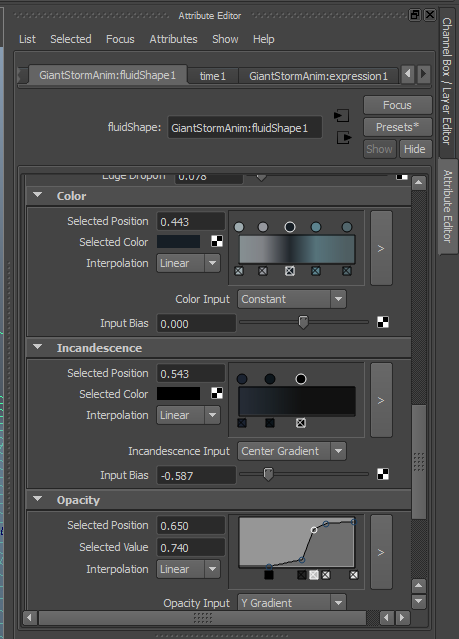 Attribute Editor
List Selected Focus Attributes Show Help
GiantStormAnim:fluidShape1 time1 GiantStormAnim:expression1
Focus
fluidShape: GiantStormAnim:fluidShape1 Presets*
Show Hide
Edge Dropoff 0.078
Color
Selected Position 0.443
Selected Color
Interpolation Linear
>
Color Input Constant
Input Bias 0.000
Incandescence
Selected Position 0.543
Selected Color
Interpolation Linear
>
Incandescence Input Center Gradient
Input Bias -0.587
Opacity
Selected Position 0.650
Selected Value 0.740
Interpolation Linear
>
Opacity Input Y Gradient
Channel Box / Layer Editor
Attribute Editor